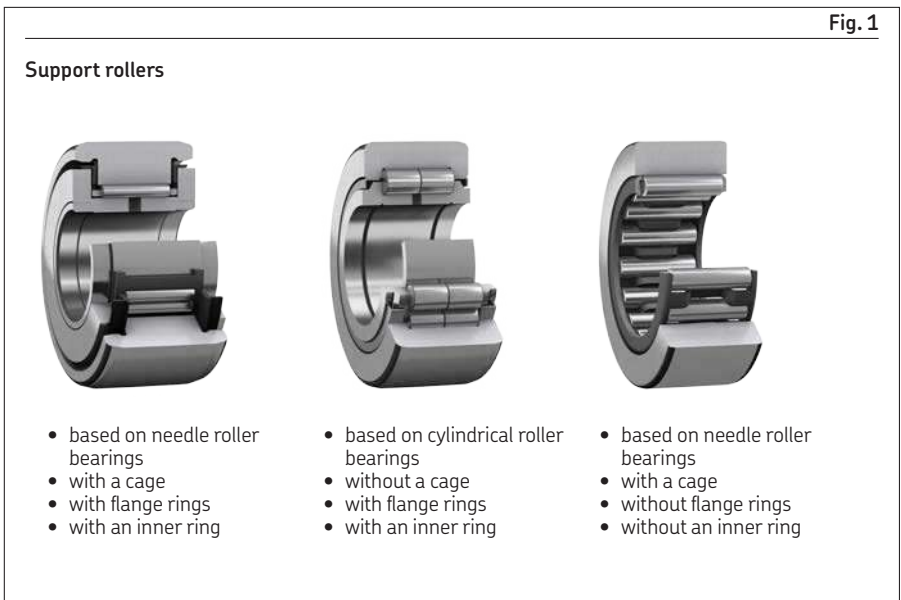 Fig. 1
Support rollers
• based on needle roller
bearings
• with a cage
• with flange rings
• with an inner ring
• based on cylindrical roller
bearings
• without a cage
• with flange rings
• with an inner ring
• based on needle roller
bearings
• with a cage
• without flange rings
• without an inner ring